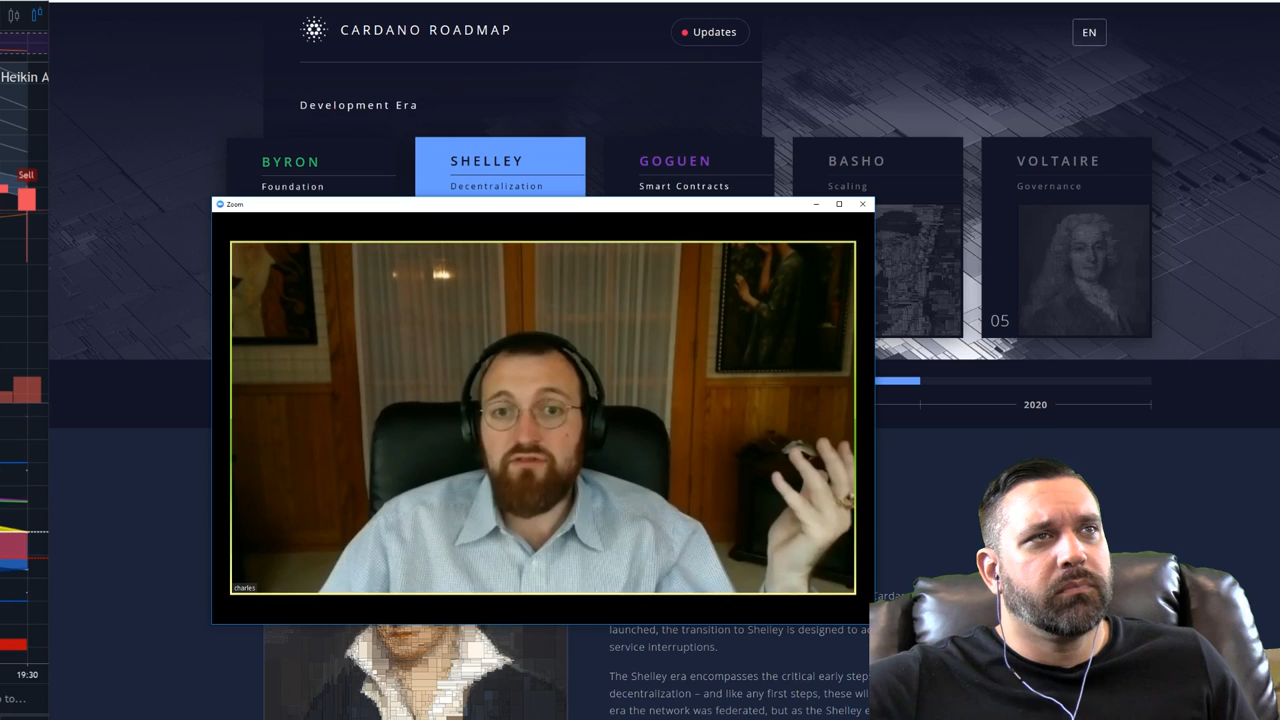 CARDANO ROADMAP
Updates
EN
Heikin A
Development Era
BYRON
Foundation
SHELLEY
Decentralization
GOGUEN
Smart Contracts
BASHO
Scaling
VOLTAIRE
Governance
Sell
Zoom
05
2020
charles
launched, the transition to Shelley is designed to
service interruptions.
The Shelley era encompasses the critical early step
decentralization – and like any first steps, these
era the network was federated, but as the Shelley
19:30
to...